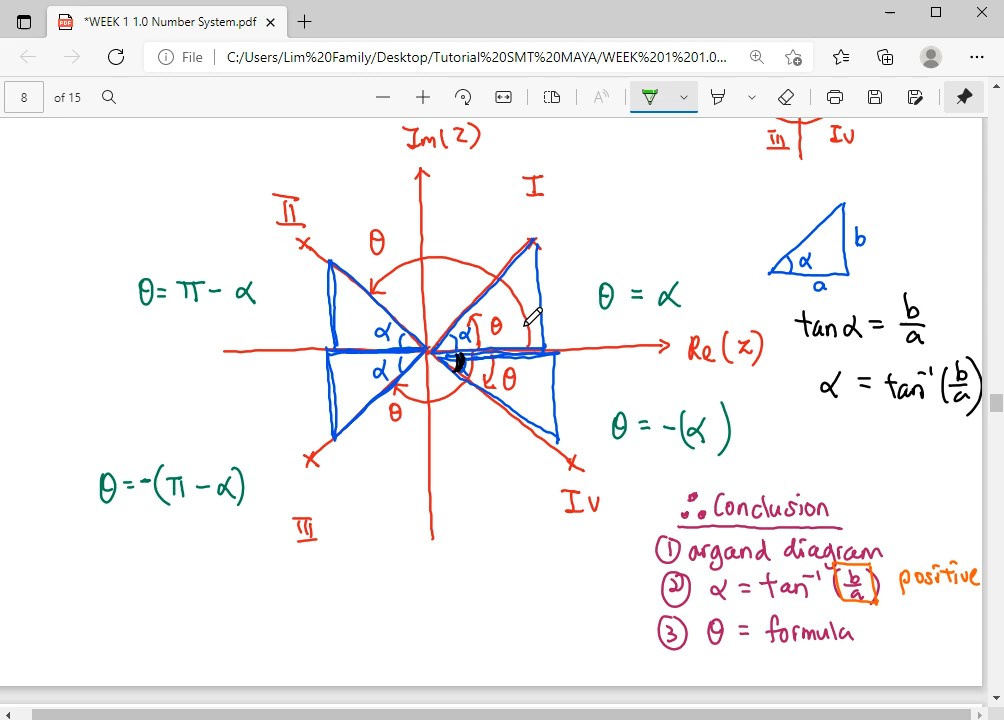 *WEEK 1 1.0 Number System.pdf
File C:/Users/Lim%20Family/Desktop/Tutorial%20SMT%20MAYA/WEEK%201%201.0...
8 of 15
Im(z)
III IV
I
II
θ
b
α
a
θ = π - α
θ = α
α
α θ
Re(z)
tanα = b/a
α
α
θ
θ
α = tan⁻¹(b/a)
θ = -(α)
θ = -(π - α)
IV
III
∴ Conclusion
① argand diagram
② α = tan⁻¹(b/a) positive
③ θ = formula